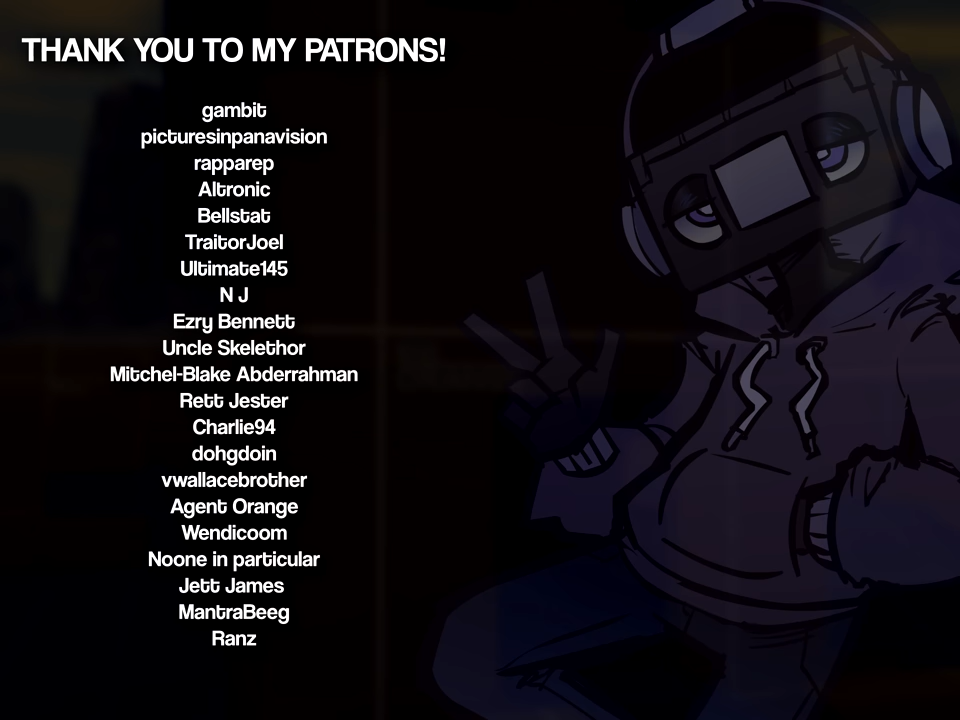 THANK YOU TO MY PATRONS!
gambit
picturesinpanavision
rapparep
Altronic
Bellstat
TraitorJoel
Ultimate145
N J
Ezry Bennett
Uncle Skelethor
Mitchel-Blake Abderrahman
Rett Jester
Charlie94
dohgdoin
vwallacebrother
Agent Orange
Wendicoom
Noone in particular
Jett James
MantraBeeg
Ranz